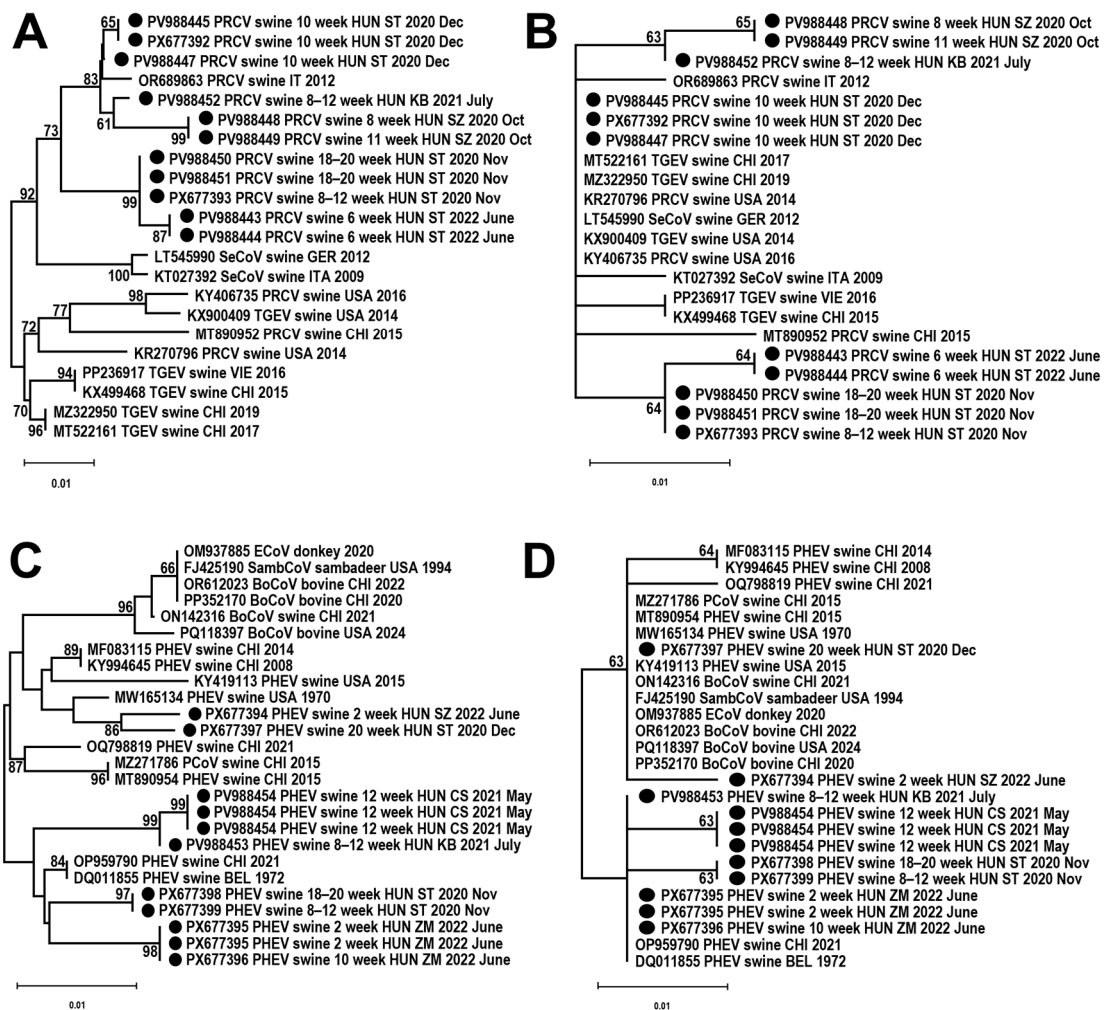 A
65
PV988445 PRCV swine 10 week HUN ST 2020 Dec
PX677392 PRCV swine 10 week HUN ST 2020 Dec
PV988447 PRCV swine 10 week HUN ST 2020 Dec
83
OR689863 PRCV swine IT 2012
PV988452 PRCV swine 8–12 week HUN KB 2021 July
61
PV988448 PRCV swine 8 week HUN SZ 2020 Oct
99
PV988449 PRCV swine 11 week HUN SZ 2020 Oct
73
PV988450 PRCV swine 18–20 week HUN ST 2020 Nov
PV988451 PRCV swine 18–20 week HUN ST 2020 Nov
PX677393 PRCV swine 8–12 week HUN ST 2020 Nov
99
PV988443 PRCV swine 6 week HUN ST 2022 June
87
PV988444 PRCV swine 6 week HUN ST 2022 June
92
LT545990 SeCoV swine GER 2012
100
KT027392 SeCoV swine ITA 2009
98
KY406735 PRCV swine USA 2016
77
KX900409 TGEV swine USA 2014
72
MT890952 PRCV swine CHI 2015
KR270796 PRCV swine USA 2014
94
PP236917 TGEV swine VIE 2016
KX499468 TGEV swine CHI 2015
70
MZ322950 TGEV swine CHI 2019
96
MT522161 TGEV swine CHI 2017
0.01
B
65
PV988448 PRCV swine 8 week HUN SZ 2020 Oct
63
PV988449 PRCV swine 11 week HUN SZ 2020 Oct
PV988452 PRCV swine 8–12 week HUN KB 2021 July
OR689863 PRCV swine IT 2012
PV988445 PRCV swine 10 week HUN ST 2020 Dec
PX677392 PRCV swine 10 week HUN ST 2020 Dec
PV988447 PRCV swine 10 week HUN ST 2020 Dec
MT522161 TGEV swine CHI 2017
MZ322950 TGEV swine CHI 2019
KR270796 PRCV swine USA 2014
LT545990 SeCoV swine GER 2012
KX900409 TGEV swine USA 2014
KY406735 PRCV swine USA 2016
KT027392 SeCoV swine ITA 2009
PP236917 TGEV swine VIE 2016
KX499468 TGEV swine CHI 2015
MT890952 PRCV swine CHI 2015
64
PV988443 PRCV swine 6 week HUN ST 2022 June
PV988444 PRCV swine 6 week HUN ST 2022 June
64
PV988450 PRCV swine 18–20 week HUN ST 2020 Nov
PV988451 PRCV swine 18–20 week HUN ST 2020 Nov
PX677393 PRCV swine 8–12 week HUN ST 2020 Nov
0.01
C
OM937885 ECoV donkey 2020
66
FJ425190 SambCoV sambadeer USA 1994
OR612023 BoCoV bovine CHI 2022
96
PP352170 BoCoV bovine CHI 2020
ON142316 BoCoV swine CHI 2021
PQ118397 BoCoV bovine USA 2024
89
MF083115 PHEV swine CHI 2014
KY994645 PHEV swine CHI 2008
KY419113 PHEV swine USA 2015
MW165134 PHEV swine USA 1970
PX677394 PHEV swine 2 week HUN SZ 2022 June
86
PX677397 PHEV swine 20 week HUN ST 2020 Dec
OQ798819 PHEV swine CHI 2021
87
MZ271786 PCoV swine CHI 2015
96
MT890954 PHEV swine CHI 2015
99
PV988454 PHEV swine 12 week HUN CS 2021 May
PV988454 PHEV swine 12 week HUN CS 2021 May
99
PV988454 PHEV swine 12 week HUN CS 2021 May
PV988453 PHEV swine 8–12 week HUN KB 2021 July
84
OP959790 PHEV swine CHI 2021
DQ011855 PHEV swine BEL 1972
97
PX677398 PHEV swine 18–20 week HUN ST 2020 Nov
PX677399 PHEV swine 8–12 week HUN ST 2020 Nov
PX677395 PHEV swine 2 week HUN ZM 2022 June
PX677395 PHEV swine 2 week HUN ZM 2022 June
98
PX677396 PHEV swine 10 week HUN ZM 2022 June
0.01
D
64
MF083115 PHEV swine CHI 2014
KY994645 PHEV swine CHI 2008
OQ798819 PHEV swine CHI 2021
MZ271786 PCoV swine CHI 2015
MT890954 PHEV swine CHI 2015
MW165134 PHEV swine USA 1970
PX677397 PHEV swine 20 week HUN ST 2020 Dec
63
KY419113 PHEV swine USA 2015
ON142316 BoCoV swine CHI 2021
FJ425190 SambCoV sambadeer USA 1994
OM937885 ECoV donkey 2020
OR612023 BoCoV bovine CHI 2022
PQ118397 BoCoV bovine USA 2024
PP352170 BoCoV bovine CHI 2020
PX677394 PHEV swine 2 week HUN SZ 2022 June
PV988453 PHEV swine 8–12 week HUN KB 2021 July
PV988454 PHEV swine 12 week HUN CS 2021 May
63
PV988454 PHEV swine 12 week HUN CS 2021 May
PV988454 PHEV swine 12 week HUN CS 2021 May
PX677398 PHEV swine 18–20 week HUN ST 2020 Nov
63
PX677399 PHEV swine 8–12 week HUN ST 2020 Nov
PX677395 PHEV swine 2 week HUN ZM 2022 June
PX677395 PHEV swine 2 week HUN ZM 2022 June
PX677396 PHEV swine 10 week HUN ZM 2022 June
OP959790 PHEV swine CHI 2021
DQ011855 PHEV swine BEL 1972
0.01